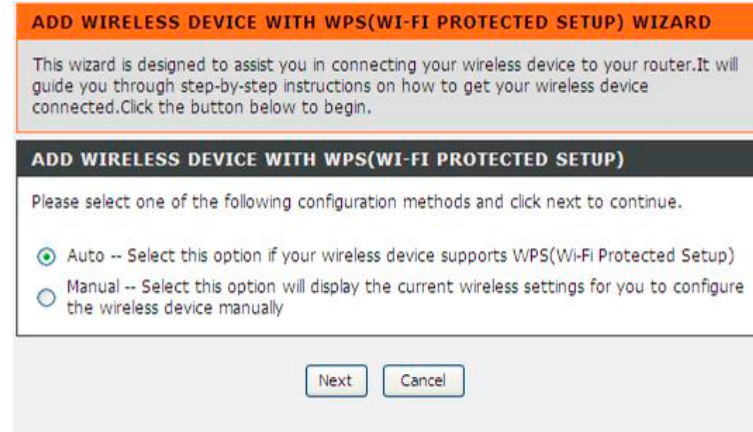 ADD WIRELESS DEVICE WITH WPS(WI-FI PROTECTED SETUP) WIZARD
This wizard is designed to assist you in connecting your wireless device to your router.It will
guide you through step-by-step instructions on how to get your wireless device
connected.Click the button below to begin.
ADD WIRELESS DEVICE WITH WPS(WI-FI PROTECTED SETUP)
Please select one of the following configuration methods and click next to continue.
Auto -- Select this option if your wireless device supports WPS(Wi-Fi Protected Setup)
Manual -- Select this option will display the current wireless settings for you to configure
the wireless device manually
Next Cancel